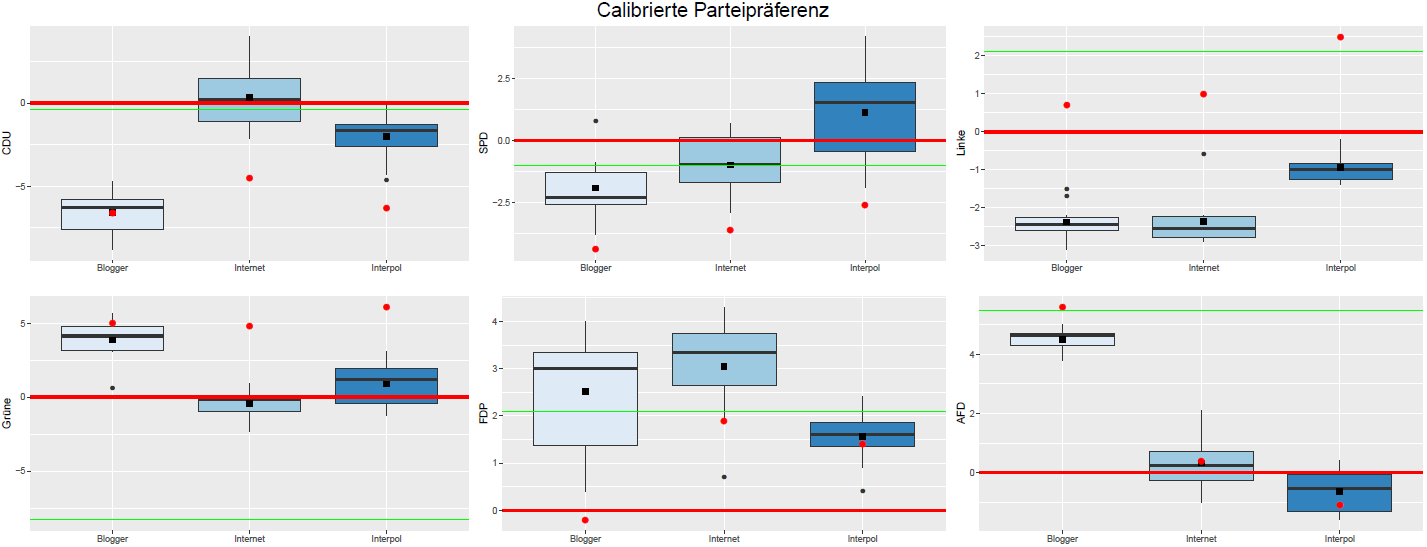 Calibrierte Parteipräferenz
CDU
0
−5
Blogger
Internet
Interpol
SPD
2.5
0.0
−2.5
Blogger
Internet
Interpol
Linke
2
1
0
−1
−2
−3
Blogger
Internet
Interpol
Grüne
5
0
−5
Blogger
Internet
Interpol
FDP
4
3
2
1
0
Blogger
Internet
Interpol
AFD
4
2
0
Blogger
Internet
Interpol